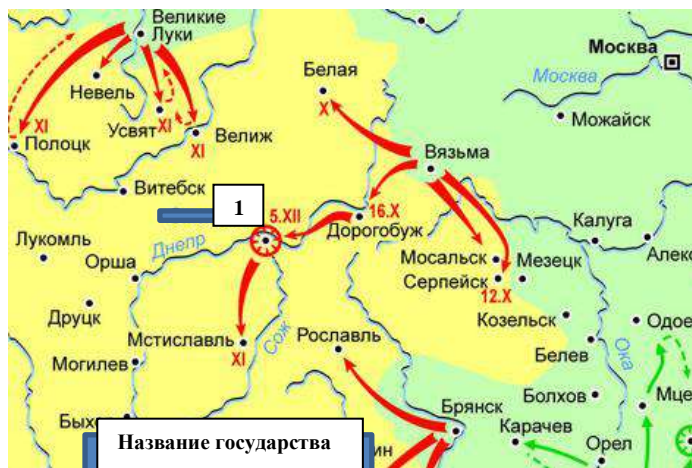 Великие
Луки
Москва
Москва
Белая
Невель
X
Можайск
XI
Усвят
XI
Велиж
XI
Полоцк
Вязьма
Витебск
1
5.XII
16.X
Дорогобуж
Калуга
Днепр
Лукомль
Алекс
Мосальск
Мезецк
Орша
Серпейск
12.X
Друцк
Козельск
Одое
Мстиславль
Рославль
Сож
Ока
Белев
Могилев
XI
Болхов
Мце
Брянск
Карачев
Бых
Название государства
ин
Орел